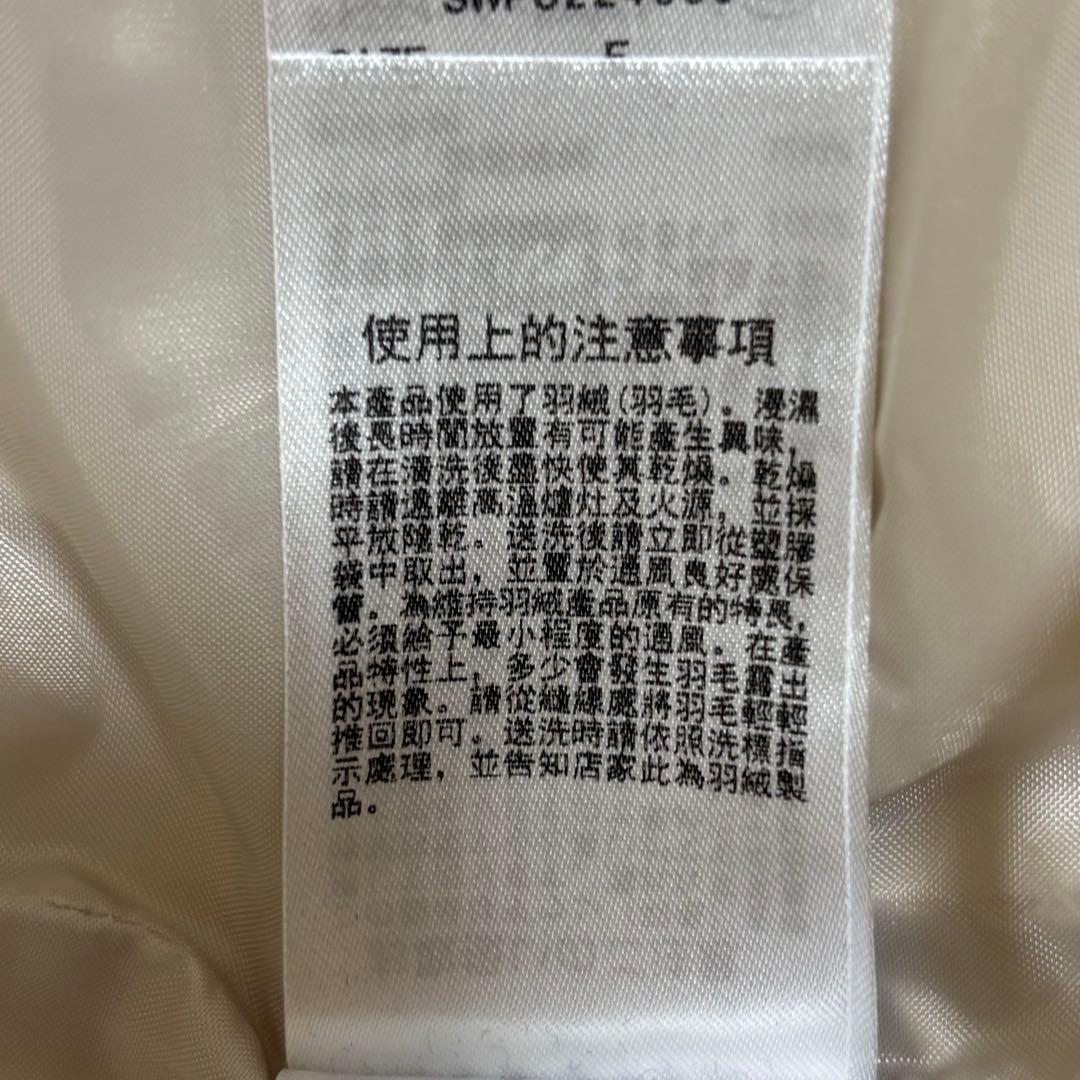 SIZE F
使用上的注意事項
本產品使用了羽絨(羽毛)。浸濕
後長時間放置有可能產生異味，
請在清洗後盡快使其乾燥。乾燥
時請遠離高溫爐灶及火源，並採
平放陰乾。送洗後請立即從塑膠
袋中取出，並置於通風良好處保
管。為維持羽絨產品原有的特長，
必須給予最小程度的通風。在產
品特性上，多少會發生羽毛露出
的現象。請從縫線處將羽毛輕輕
推回即可。送洗時請依照洗標指
示處理，並告知店家此為羽絨製
品。